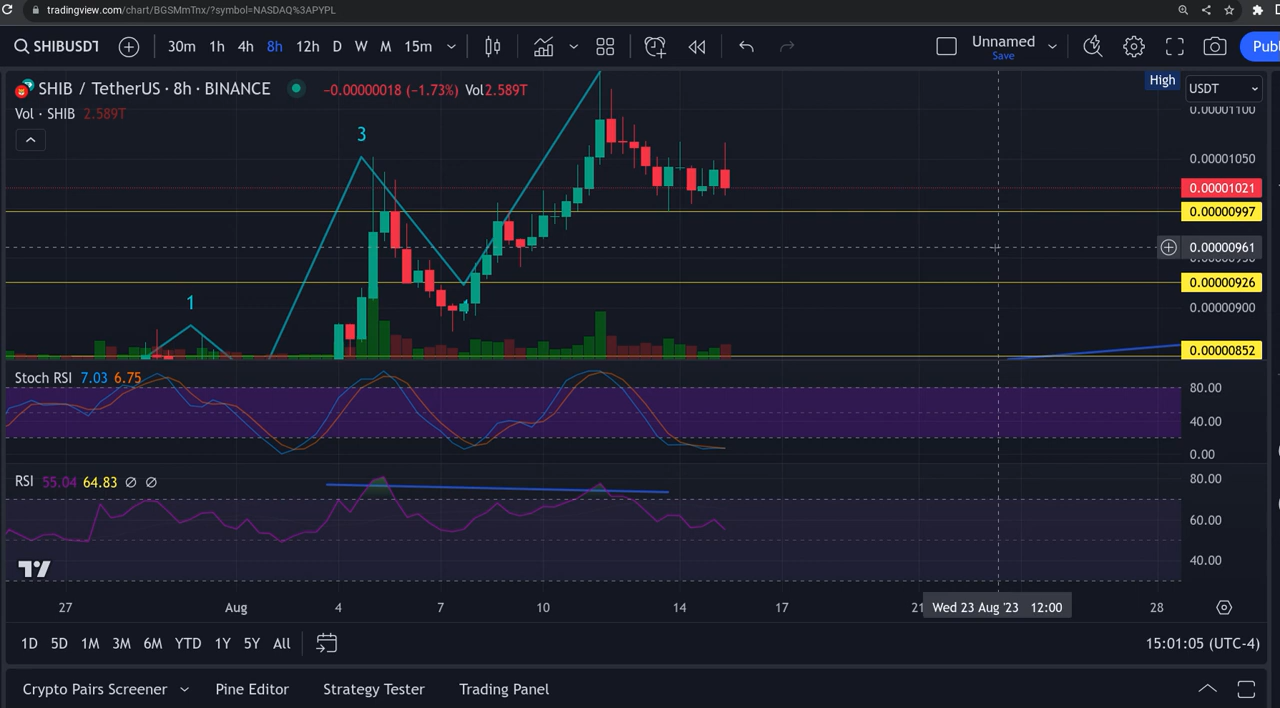 tradingview.com/chart/BGSMmTnx/?symbol=NASDAQ%3APYPL
SHIBUSDT 30m 1h 4h 8h 12h D W M 15m Unnamed Save Publ
SHIB / TetherUS · 8h · BINANCE −0.00000018 (−1.73%) Vol2.589T High USDT
Vol · SHIB 2.589T
0.00001100
3
0.00001050
0.00001021
0.00000997
0.00000961
0.00000950
0.00000926
1
0.00000900
0.00000852
Stoch RSI 7.03 6.75
80.00
40.00
0.00
RSI 55.04 64.83 ∅ ∅
80.00
60.00
40.00
27 Aug 4 7 10 14 17 21 Wed 23 Aug '23 12:00 28
1D 5D 1M 3M 6M YTD 1Y 5Y All 15:01:05 (UTC-4)
Crypto Pairs Screener Pine Editor Strategy Tester Trading Panel